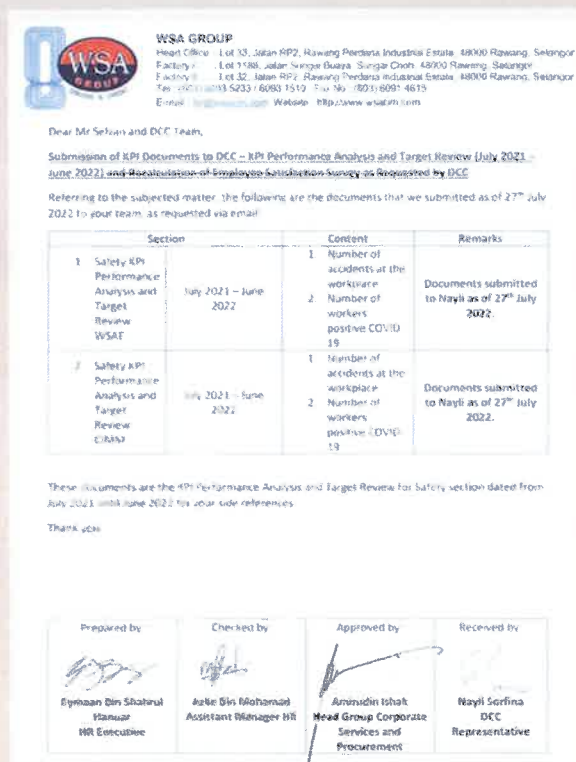 WSA
GROUP
WSA GROUP
Head Office : Lot 33, Jalan RP2, Rawang Perdana Industrial Estate, 48000 Rawang, Selangor
Factory : Lot 1588, Jalan Sungai Buaya, Sungai Choh, 48000 Rawang, Selangor
Factory : Lot 32, Jalan RP2, Rawang Perdana Industrial Estate, 48000 Rawang, Selangor
Website : http://www.wsatm.com
Dear Mr Selvan and DCC Team,
Submission of KPI Documents to DCC – KPI Performance Analysis and Target Review (July 2021 –
June 2022) and Recalculation of Employee Satisfaction Survey as Requested by DCC
Referring to the subjected matter, the following are the documents that we submitted as of 27th July
2022 to your team, as requested via email
Section Content Remarks
1 Safety KPI
Performance
Analysis and
Target
Review
July 2021 – June
2022
1 Number of
accidents at the
workplace
2 Number of
workers
positive COVID
19
Documents submitted
to Nayli as of 27th July
2022.
2 Safety KPI
Performance
Analysis and
Target
Review
July 2021 – June
2022
1 Number of
accidents at the
workplace
2 Number of
workers
positive COVID-
19
Documents submitted
to Nayli as of 27th July
2022.
These documents are the KPI Performance Analysis and Target Review for Safety section dated from
July 2021 until June 2022 for your side references
Thank you
Prepared by Checked by Approved by Received by
Bin Shahrul
Hanuar
HR Executive
Azlie Bin Mohamad
Assistant Manager HR
Amirudin Ishak
Head Group Corporate
Services and
Procurement
Nayli Sorfina
DCC
Representative